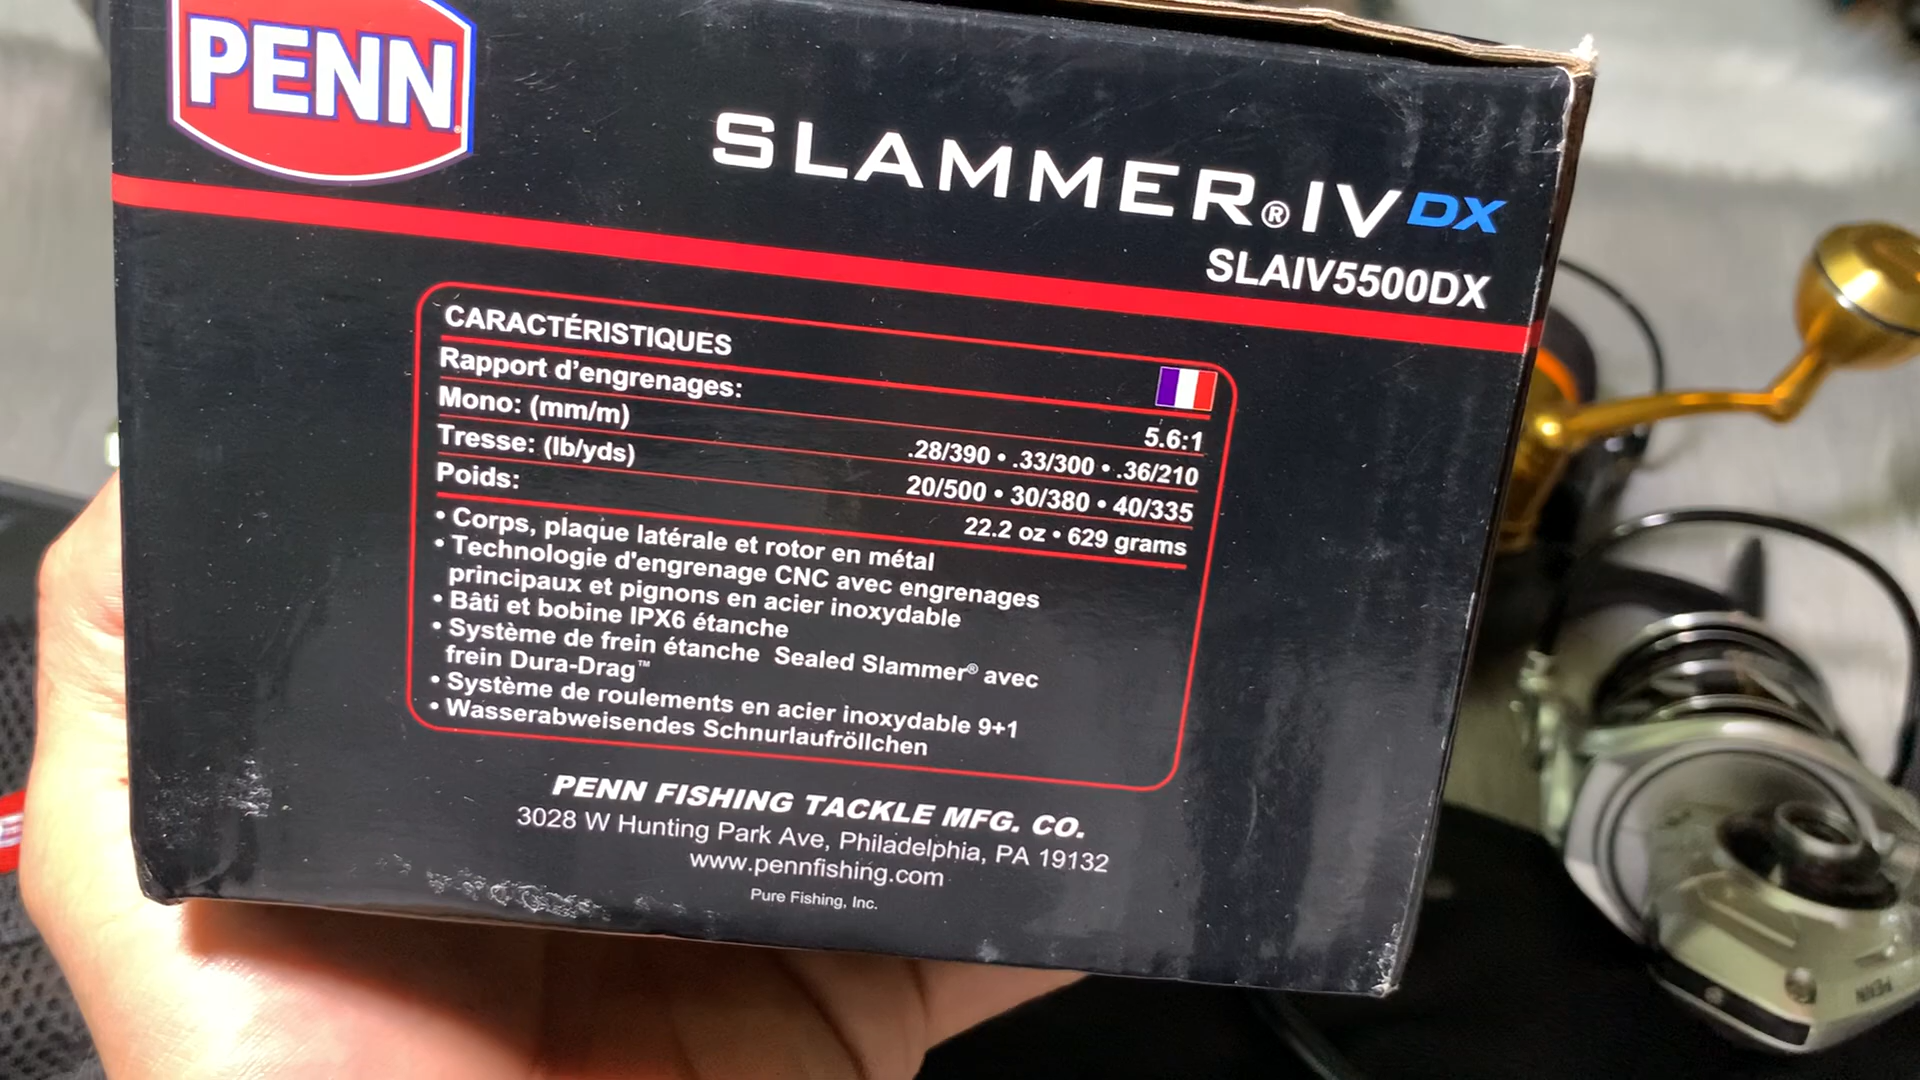 PENN
SLAMMER®IV DX
SLAIV5500DX
CARACTÉRISTIQUES
Rapport d'engrenages: 5.6:1
Mono: (mm/m) .28/390 • .33/300 • .36/210
Tresse: (lb/yds) 20/500 • 30/380 • 40/335
Poids: 22.2 oz • 629 grams
• Corps, plaque latérale et rotor en métal
• Technologie d'engrenage CNC avec engrenages
principaux et pignons en acier inoxydable
• Bâti et bobine IPX6 étanche
• Système de frein étanche Sealed Slammer® avec
frein Dura-Drag™
• Système de roulements en acier inoxydable 9+1
• Wasserabweisendes Schnurlaufröllchen
PENN FISHING TACKLE MFG. CO.
3028 W Hunting Park Ave, Philadelphia, PA 19132
www.pennfishing.com
Pure Fishing, Inc.
PENN